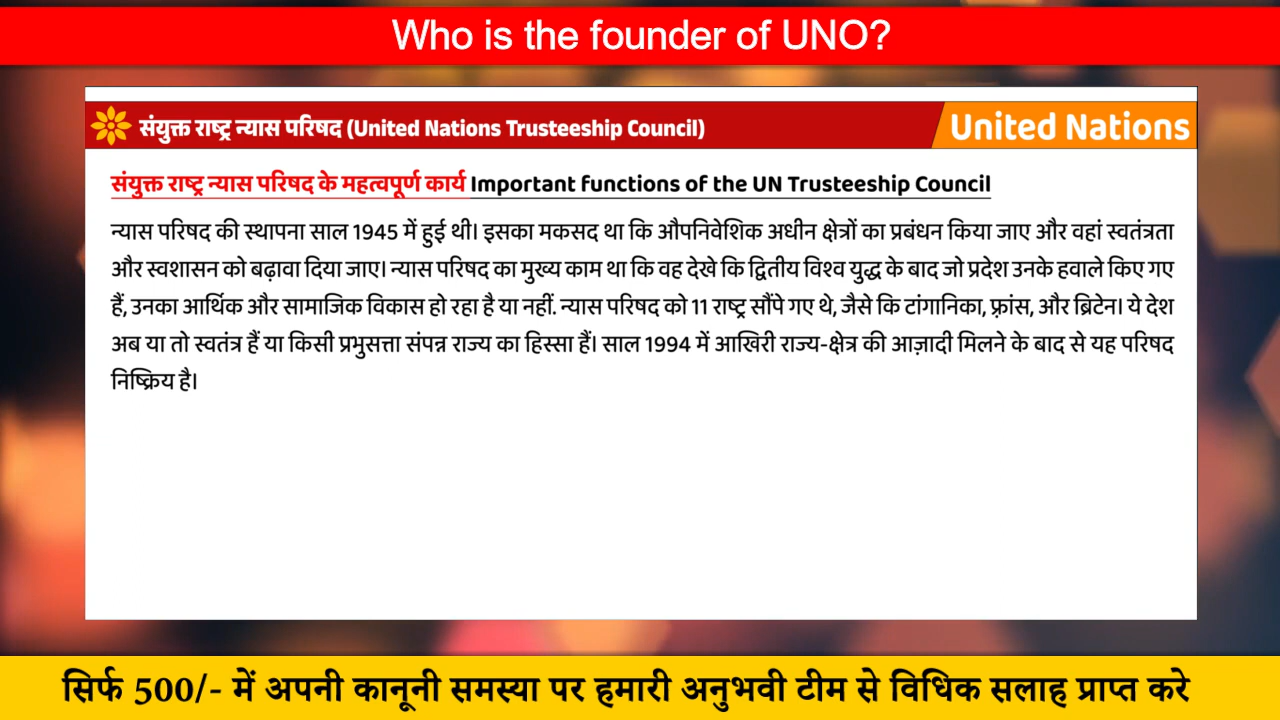 Who is the founder of UNO?
संयुक्त राष्ट्र न्यास परिषद (United Nations Trusteeship Council)
United Nations
संयुक्त राष्ट्र न्यास परिषद के महत्वपूर्ण कार्य Important functions of the UN Trusteeship Council
न्यास परिषद की स्थापना साल 1945 में हुई थी। इसका मकसद था कि औपनिवेशिक अधीन क्षेत्रों का प्रबंधन किया जाए और वहां स्वतंत्रता
और स्वशासन को बढ़ावा दिया जाए। न्यास परिषद का मुख्य काम था कि वह देखे कि द्वितीय विश्व युद्ध के बाद जो प्रदेश उनके हवाले किए गए
हैं, उनका आर्थिक और सामाजिक विकास हो रहा है या नहीं. न्यास परिषद को 11 राष्ट्र सौंपे गए थे, जैसे कि टांगानिका, फ़्रांस, और ब्रिटेन। ये देश
अब या तो स्वतंत्र हैं या किसी प्रभुसत्ता संपन्न राज्य का हिस्सा हैं। साल 1994 में आखिरी राज्य-क्षेत्र की आज़ादी मिलने के बाद से यह परिषद
निष्क्रिय है।
सिर्फ 500/- में अपनी कानूनी समस्या पर हमारी अनुभवी टीम से विधिक सलाह प्राप्त करे